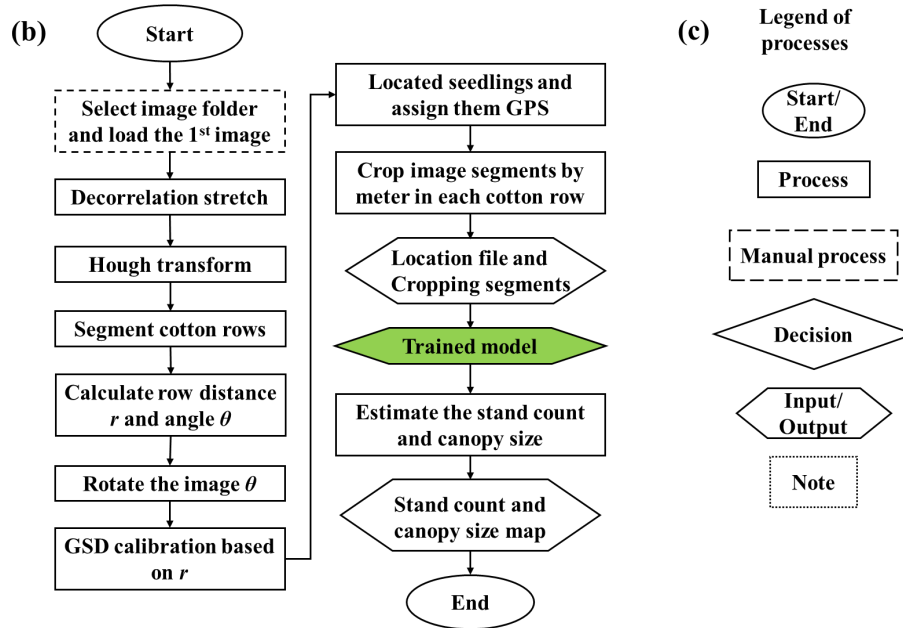 (b)
Start
Select image folder
and load the 1st image
Decorrelation stretch
Hough transform
Segment cotton rows
Calculate row distance
r and angle θ
Rotate the image θ
GSD calibration based
on r
Located seedlings and
assign them GPS
Crop image segments by
meter in each cotton row
Location file and
Cropping segments
Trained model
Estimate the stand count
and canopy size
Stand count and
canopy size map
End
(c)
Legend of
processes
Start/
End
Process
Manual process
Decision
Input/
Output
Note